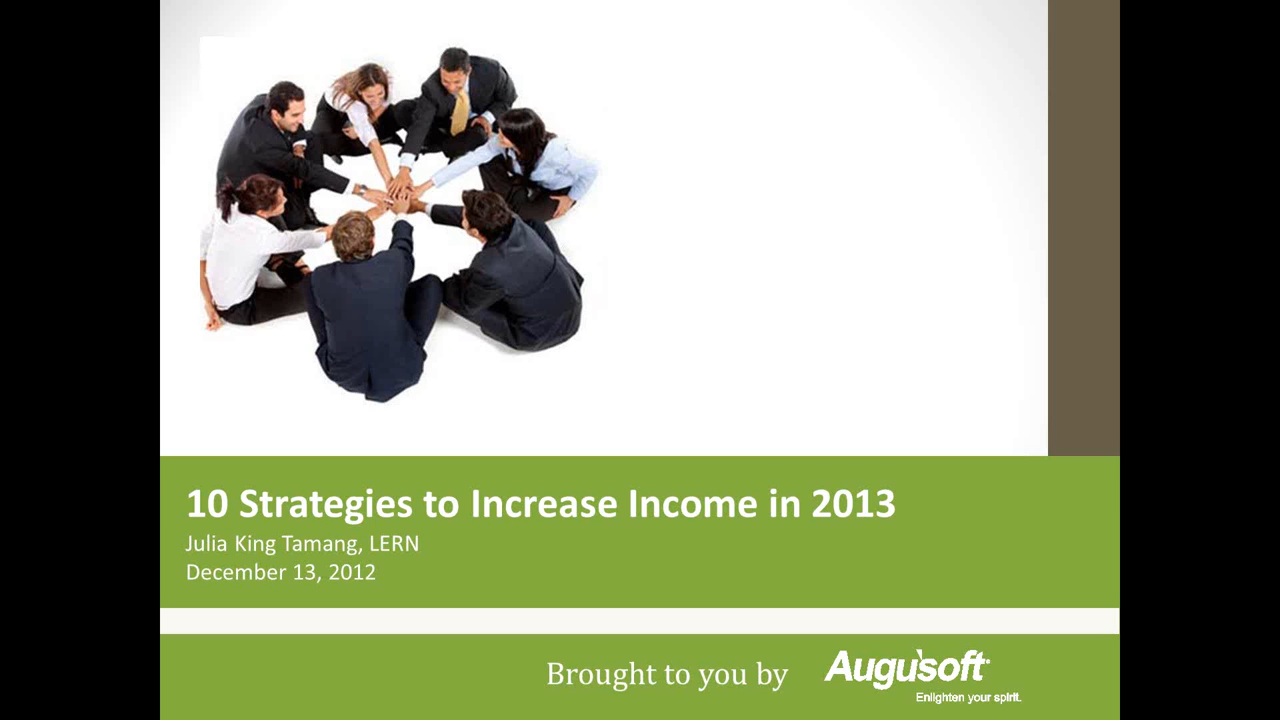 10 Strategies to Increase Income in 2013
Julia King Tamang, LERN
December 13, 2012
Brought to you by
Augusoft
Enlighten your spirit.